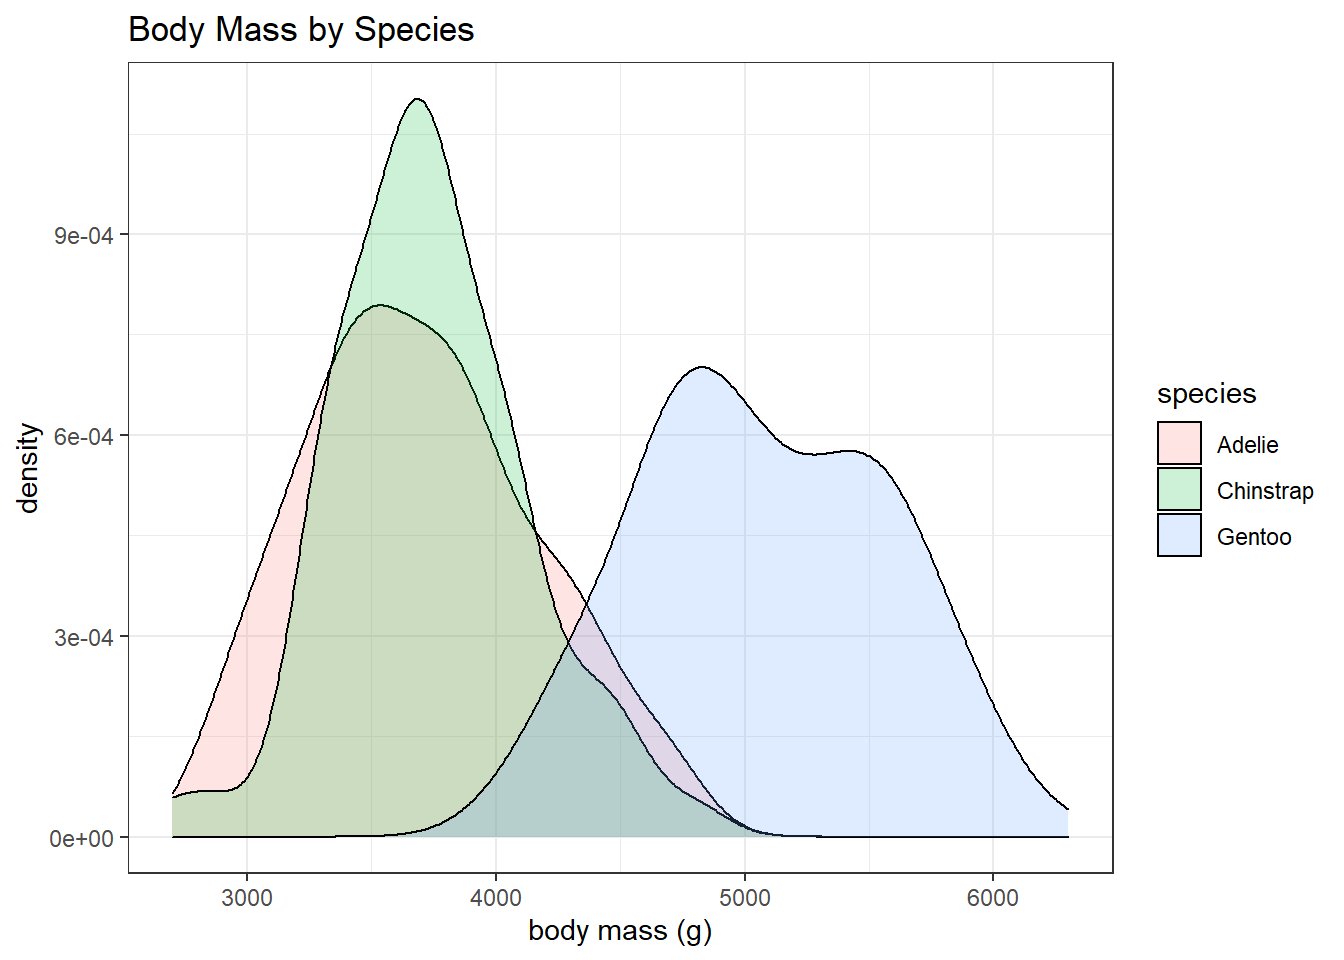 Body Mass by Species
density
9e-04
6e-04
3e-04
0e+00
3000 4000 5000 6000
body mass (g)
species
Adelie
Chinstrap
Gentoo